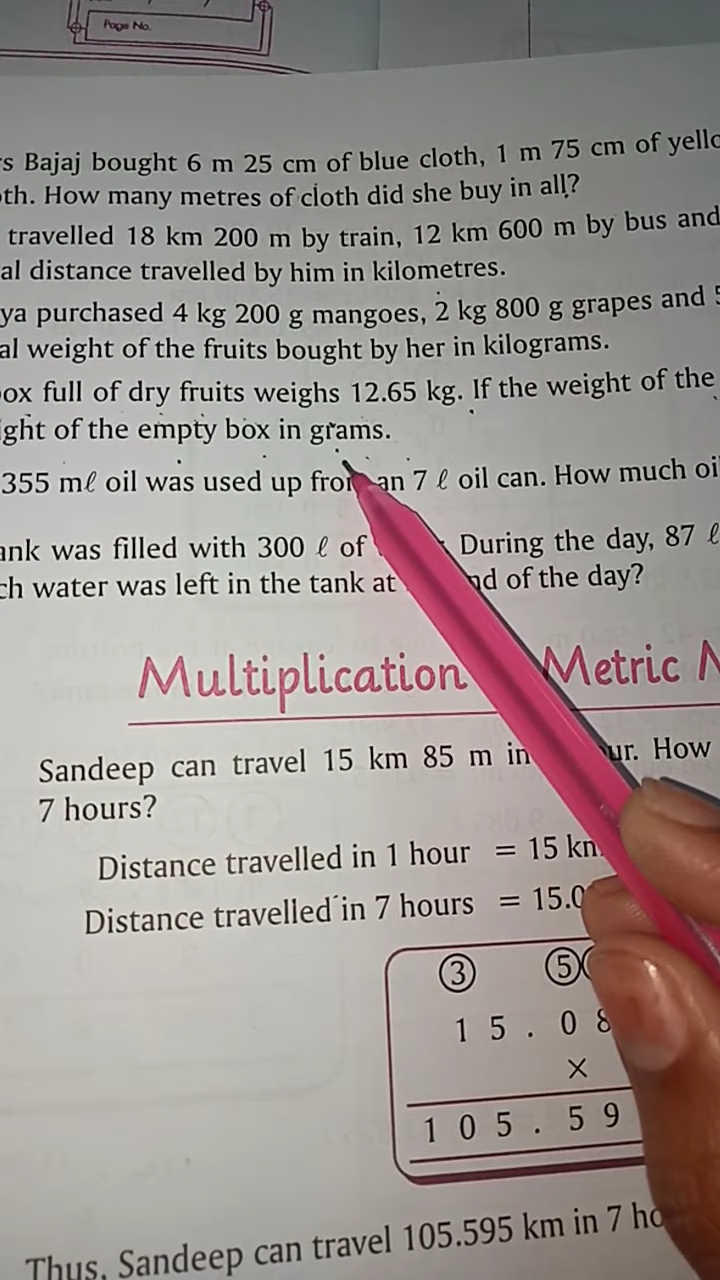 Page No.
s Bajaj bought 6 m 25 cm of blue cloth, 1 m 75 cm of yello
th. How many metres of cloth did she buy in all?
travelled 18 km 200 m by train, 12 km 600 m by bus and
al distance travelled by him in kilometres.
ya purchased 4 kg 200 g mangoes, 2 kg 800 g grapes and 5
al weight of the fruits bought by her in kilograms.
ox full of dry fruits weighs 12.65 kg. If the weight of the
ght of the empty box in grams.
355 mℓ oil was used up fro an 7 ℓ oil can. How much oi
ank was filled with 300 ℓ of During the day, 87 ℓ
ch water was left in the tank at nd of the day?
Multiplication Metric
Sandeep can travel 15 km 85 m in ur. How
7 hours?
Distance travelled in 1 hour = 15 km
Distance travelled in 7 hours = 15.0
3 5
1 5 . 0 8
×
1 0 5 . 5 9
Thus, Sandeep can travel 105.595 km in 7 ho